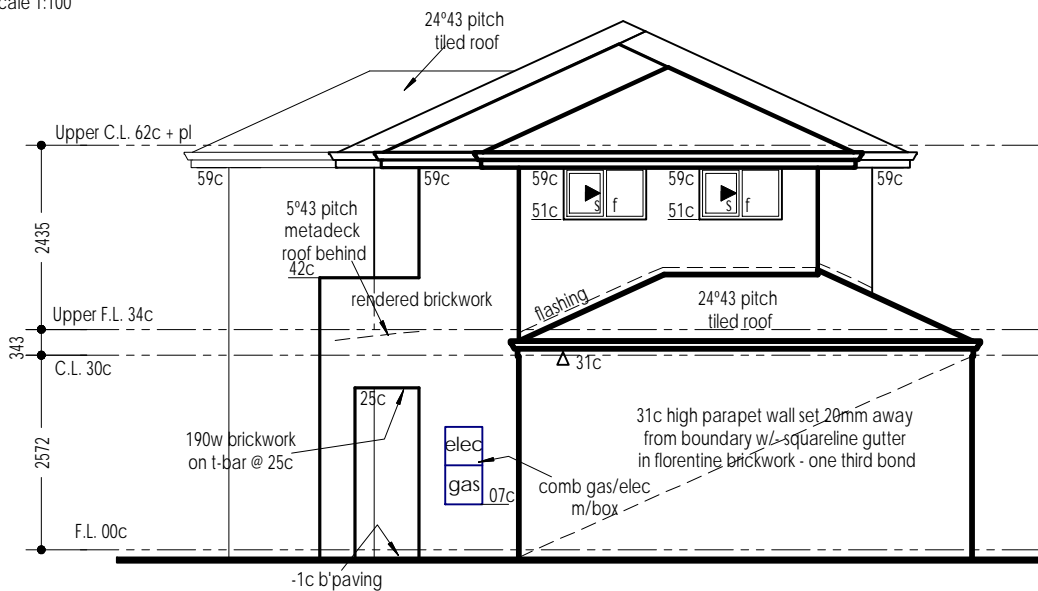 cale 1:100
24º43 pitch
tiled roof
Upper C.L. 62c + pl
59c
59c
59c
59c
59c
51c
s f
51c
s f
5º43 pitch
metadeck
roof behind
42c
2435
rendered brickwork
flashing
24º43 pitch
tiled roof
Upper F.L. 34c
343
C.L. 30c
31c
25c
190w brickwork
on t-bar @ 25c
2572
elec
gas
07c
comb gas/elec
m/box
31c high parapet wall set 20mm away
from boundary w/- squareline gutter
in florentine brickwork - one third bond
F.L. 00c
-1c b'paving